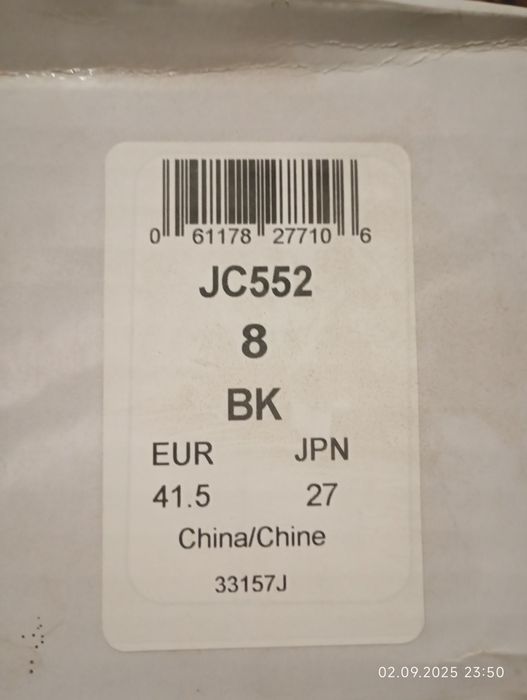 0 61178 27710 6
JC552
8
BK
EUR JPN
41.5 27
China/Chine
33157J
02.09.2025 23:50